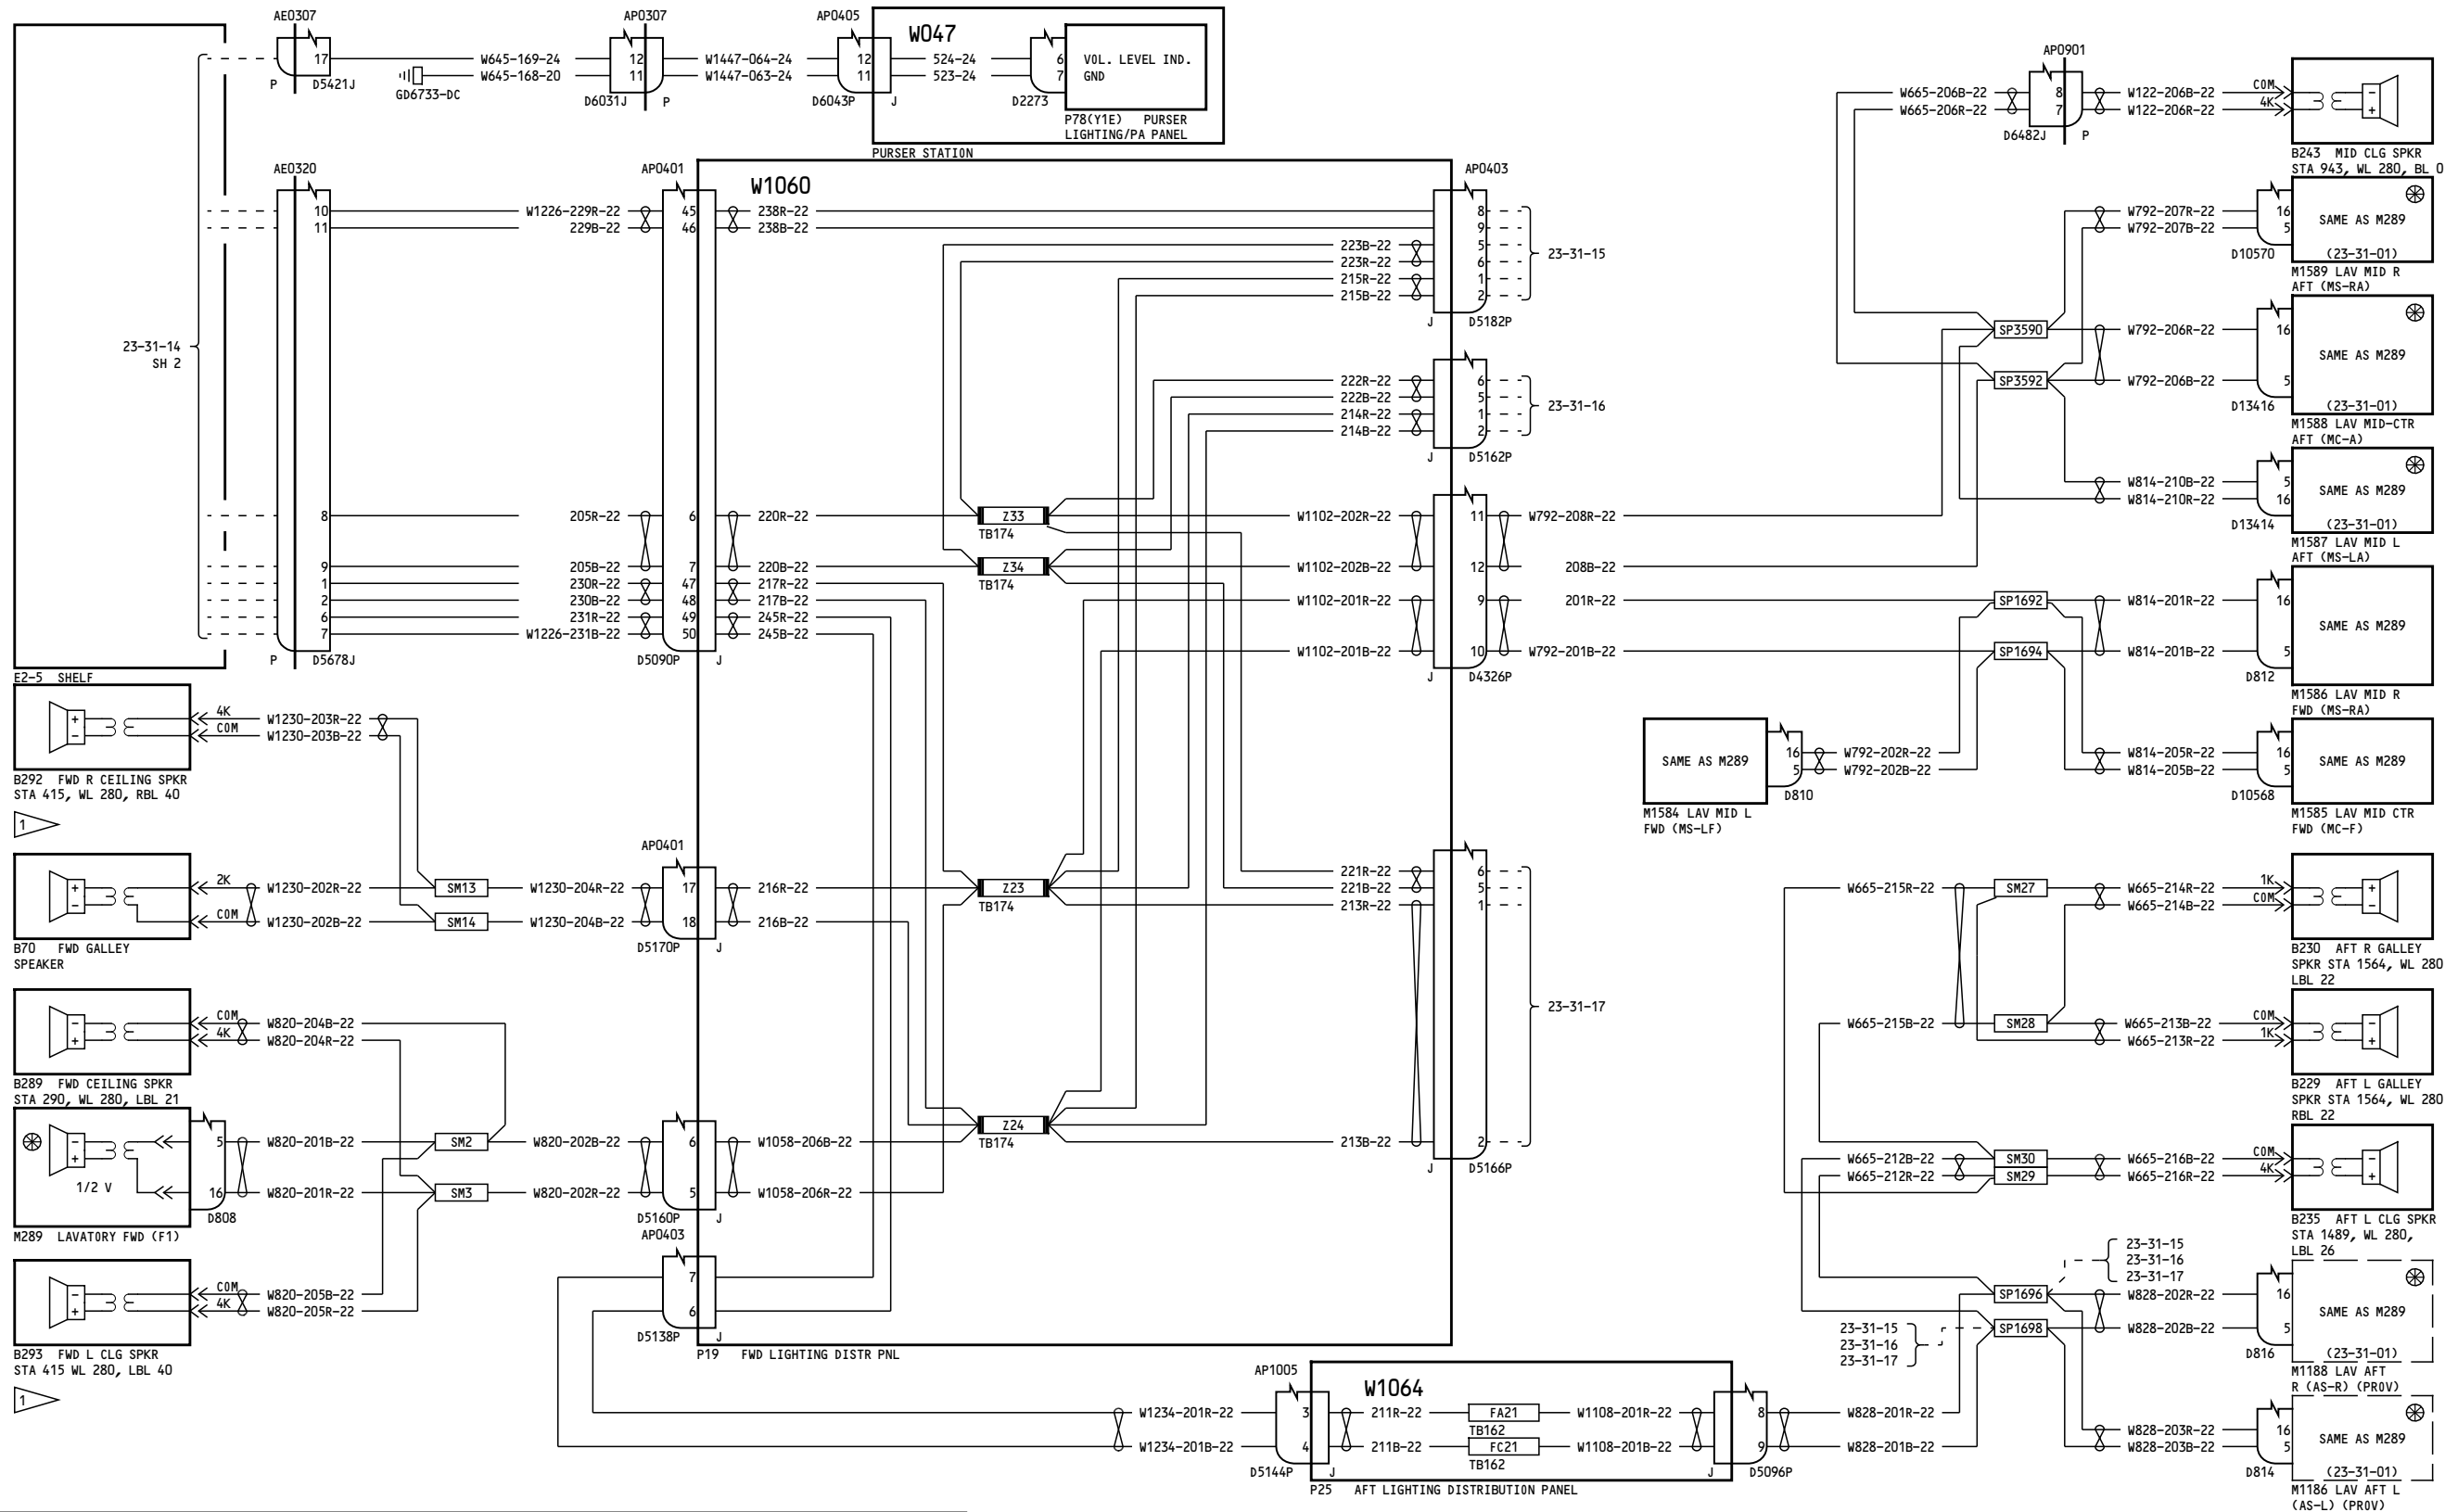 AE0307
17
P
D5421J
W645-169-24
W645-168-20
GD6733-DC
AP0307
12
11
D6031J
P
W1447-064-24
W1447-063-24
AP0405
12
11
D6043P
J
W047
524-24
523-24
6
7
D2273
VOL. LEVEL IND.
GND
P78(Y1E) PURSER
LIGHTING/PA PANEL
PURSER STATION
23-31-14
SH 2
E2-5 SHELF
AE0320
10
11
8
9
1
2
6
7
P
D5678J
W1226-229R-22
229B-22
205R-22
205B-22
230R-22
230B-22
231R-22
W1226-231B-22
AP0401
45
46
6
7
47
48
49
50
D5090P
J
W1060
238R-22
238B-22
220R-22
220B-22
217R-22
217B-22
245R-22
245B-22
Z33
TB174
Z34
TB174
223B-22
223R-22
215R-22
215B-22
AP0403
8
9
5
6
1
2
J
D5182P
23-31-15
222R-22
222B-22
214R-22
214B-22
6
5
1
2
J
D5162P
23-31-16
W1102-202R-22
W1102-202B-22
W1102-201R-22
W1102-201B-22
11
12
9
10
J
D4326P
W792-208R-22
208B-22
201R-22
W792-201B-22
4K
COM
W1230-203R-22
W1230-203B-22
+
-
B292 FWD R CEILING SPKR
STA 415, WL 280, RBL 40
1
2K
COM
W1230-202R-22
W1230-202B-22
+
-
B70 FWD GALLEY
SPEAKER
SM13
SM14
W1230-204R-22
W1230-204B-22
AP0401
17
18
D5170P
J
216R-22
216B-22
Z23
TB174
221R-22
221B-22
213R-22
6
5
1
23-31-17
COM
4K
W820-204B-22
W820-204R-22
-
+
B289 FWD CEILING SPKR
STA 290, WL 280, LBL 21
-
+
1/2 V
5
16
D808
M289 LAVATORY FWD (F1)
W820-201B-22
W820-201R-22
SM2
SM3
W820-202B-22
W820-202R-22
6
5
D5160P
J
W1058-206B-22
W1058-206R-22
Z24
TB174
213B-22
2
J
D5166P
COM
4K
W820-205B-22
W820-205R-22
-
+
B293 FWD L CLG SPKR
STA 415 WL 280, LBL 40
1
AP0403
7
6
D5138P
J
P19 FWD LIGHTING DISTR PNL
W1234-201R-22
W1234-201B-22
AP1005
3
4
D5144P
J
W1064
211R-22
211B-22
FA21
TB162
FC21
TB162
W1108-201R-22
W1108-201B-22
8
9
J
D5096P
P25 AFT LIGHTING DISTRIBUTION PANEL
W828-201R-22
W828-201B-22
W665-206B-22
W665-206R-22
AP0901
8
7
D6482J
P
W122-206B-22
W122-206R-22
COM
4K
-
+
B243 MID CLG SPKR
STA 943, WL 280, BL 0
W792-207R-22
W792-207B-22
16
5
D10570
SAME AS M289
(23-31-01)
M1589 LAV MID R
AFT (MS-RA)
SP3590
SP3592
W792-206R-22
W792-206B-22
16
5
D13416
SAME AS M289
(23-31-01)
M1588 LAV MID-CTR
AFT (MC-A)
W814-210B-22
W814-210R-22
5
16
D13414
SAME AS M289
(23-31-01)
M1587 LAV MID L
AFT (MS-LA)
SP1692
SP1694
W814-201R-22
W814-201B-22
16
5
D812
SAME AS M289
M1586 LAV MID R
FWD (MS-RA)
SAME AS M289
16
5
D810
M1584 LAV MID L
FWD (MS-LF)
W792-202R-22
W792-202B-22
W814-205R-22
W814-205B-22
16
5
D10568
SAME AS M289
M1585 LAV MID CTR
FWD (MC-F)
W665-215R-22
SM27
W665-214R-22
W665-214B-22
1K
COM
+
-
B230 AFT R GALLEY
SPKR STA 1564, WL 280
LBL 22
W665-215B-22
SM28
W665-213B-22
W665-213R-22
COM
1K
-
+
B229 AFT L GALLEY
SPKR STA 1564, WL 280
RBL 22
W665-212B-22
W665-212R-22
SM30
SM29
W665-216B-22
W665-216R-22
COM
4K
-
+
B235 AFT L CLG SPKR
STA 1489, WL 280,
LBL 26
23-31-15
23-31-16
23-31-17
SP1696
SP1698
23-31-15
23-31-16
23-31-17
W828-202R-22
W828-202B-22
16
5
D816
SAME AS M289
(23-31-01)
M1188 LAV AFT
R (AS-R) (PROV)
W828-203R-22
W828-203B-22
16
5
D814
SAME AS M289
(23-31-01)
M1186 LAV AFT L
(AS-L) (PROV)